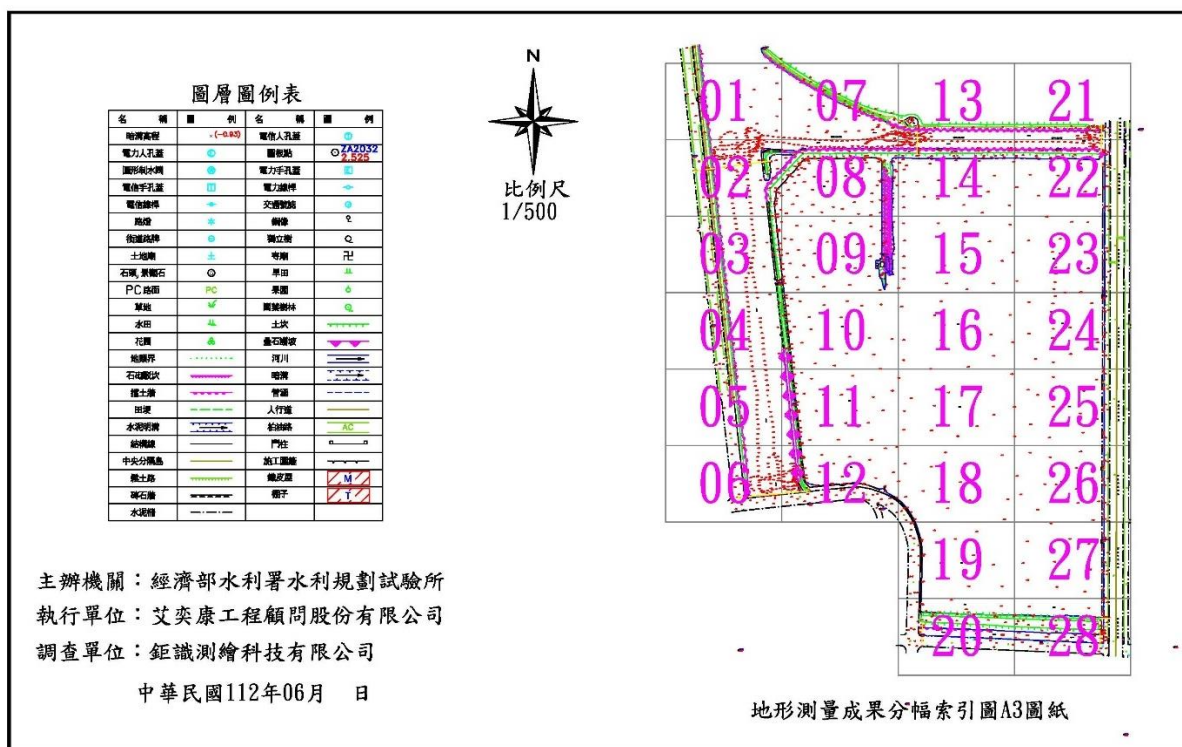 圖層圖例表
名 稱 圖 例 名 稱 圖 例
暗溝高程 (-0.93) 電信人孔蓋
電力人孔蓋 圖根點 ZA2032 2.525
圓形制水閥 電力手孔蓋
電信手孔蓋 電力線桿
電信線桿 交通號誌
路燈 銅像
街道路牌 獨立樹
土地廟 寺廟
石頭,景觀石 旱田
PC路面 PC 果園
草地 闊葉樹林
水田 土坎
花圃 疊石護坡
地類界 河川
石砌駁坎 暗溝
擋土牆 管涵
田埂 人行道
水泥明溝 柏油路 AC
結構線 門柱
中央分隔島 施工圍籬
鬆土路 鐵皮屋 M
磚石牆 棚子 T
水泥牆
N
比例尺
1/500
01 07 13 21
02 08 14 22
03 09 15 23
04 10 16 24
05 11 17 25
06 12 18 26
19 27
20 28
主辦機關：經濟部水利署水利規劃試驗所
執行單位：艾奕康工程顧問股份有限公司
調查單位：鉅識測繪科技有限公司
中華民國112年06月 日
地形測量成果分幅索引圖A3圖紙